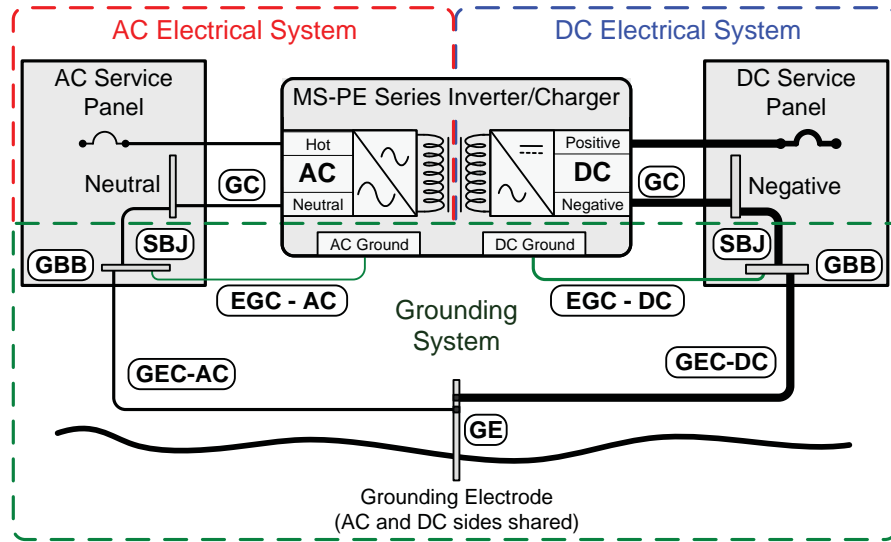 AC Electrical System
DC Electrical System
AC Service
Panel
MS-PE Series Inverter/Charger
DC Service
Panel
Hot
AC
Neutral
Positive
DC
Negative
Neutral
GC
GC
Negative
SBJ
GBB
AC Ground
DC Ground
SBJ
GBB
EGC - AC
EGC - DC
Grounding
System
GEC-AC
GEC-DC
GE
Grounding Electrode
(AC and DC sides shared)